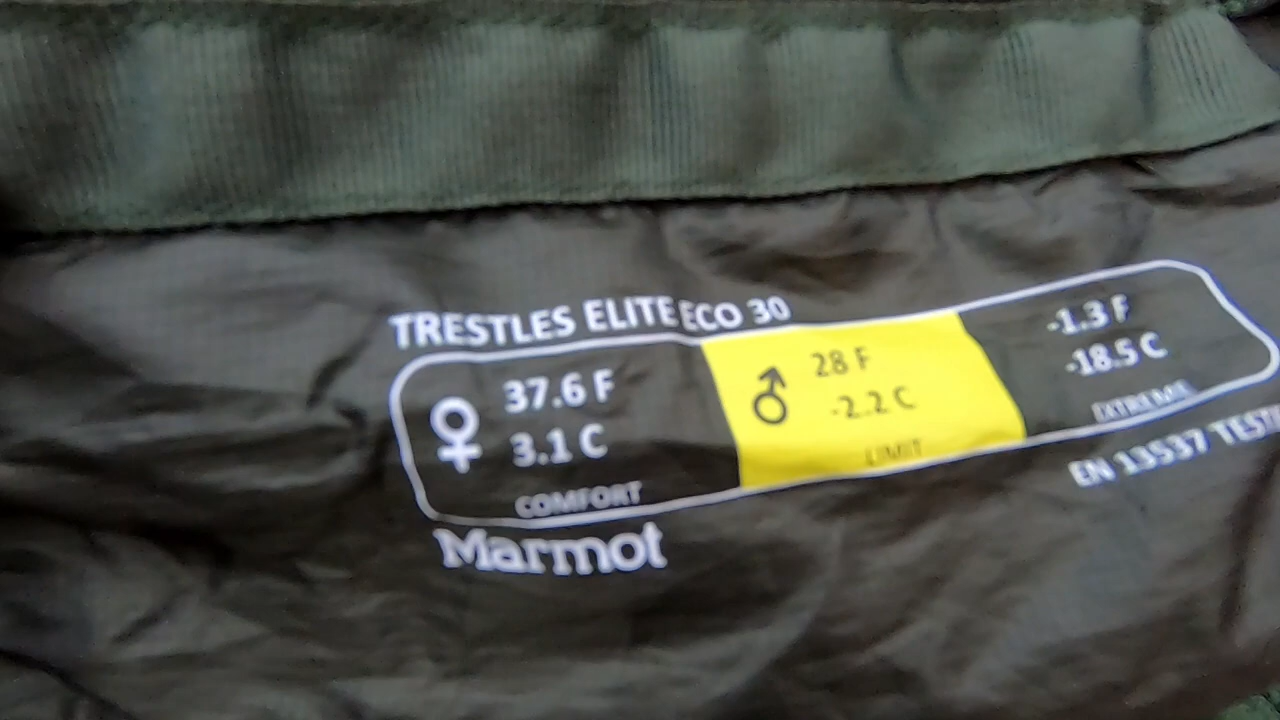 TRESTLES ELITE ECO 30
37.6 F
3.1 C
COMFORT
28 F
-2.2 C
LIMIT
-1.3 F
-18.5 C
EXTREME
EN 13537
Marmot